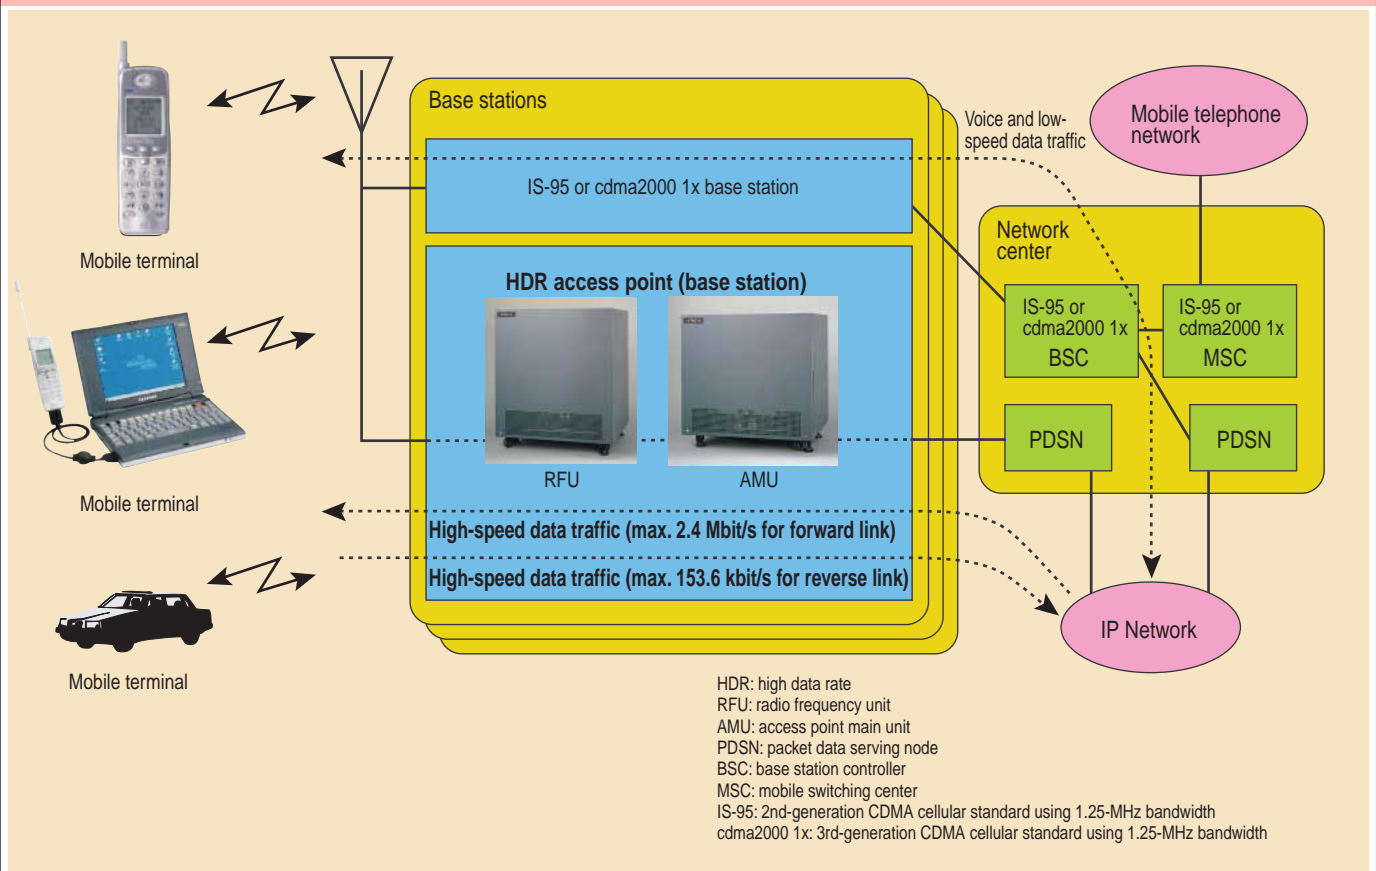 Base stations
Voice and low-
speed data traffic
Mobile telephone
network
IS-95 or cdma2000 1x base station
Mobile terminal
Network
center
HDR access point (base station)
IS-95 or
cdma2000 1x
BSC
IS-95 or
cdma2000 1x
MSC
PDSN
PDSN
RFU
AMU
Mobile terminal
High-speed data traffic (max. 2.4 Mbit/s for forward link)
High-speed data traffic (max. 153.6 kbit/s for reverse link)
IP Network
Mobile terminal
HDR: high data rate
RFU: radio frequency unit
AMU: access point main unit
PDSN: packet data serving node
BSC: base station controller
MSC: mobile switching center
IS-95: 2nd-generation CDMA cellular standard using 1.25-MHz bandwidth
cdma2000 1x: 3rd-generation CDMA cellular standard using 1.25-MHz bandwidth